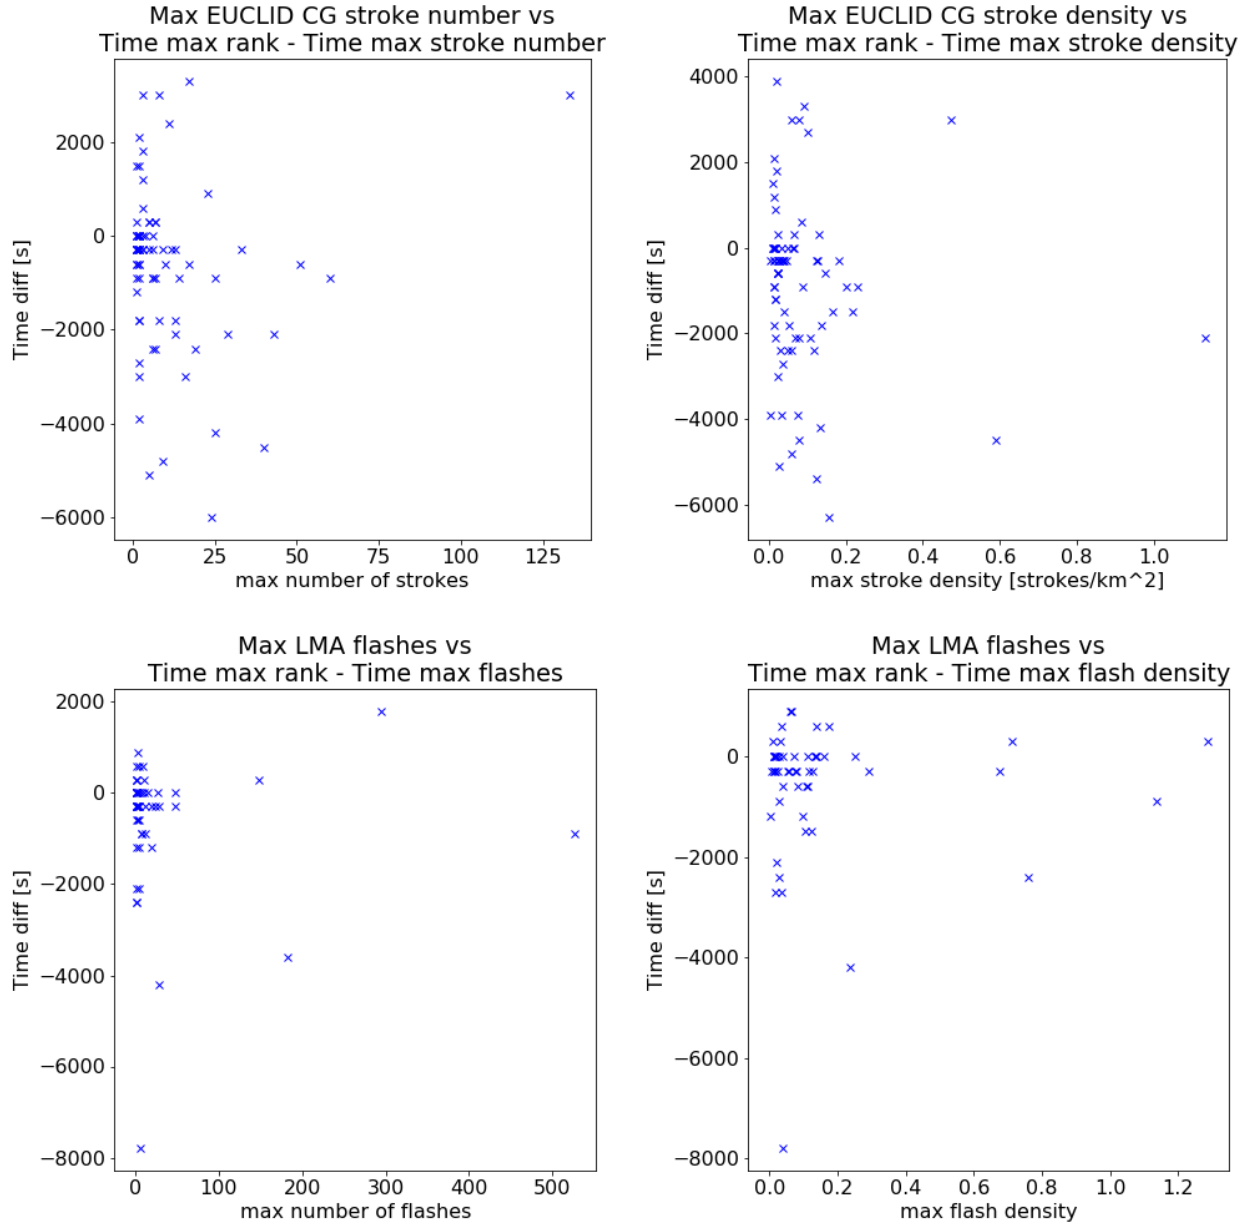 Max EUCLID CG stroke number vs
Time max rank - Time max stroke number
Time diff [s]
2000
0
−2000
−4000
−6000
0 25 50 75 100 125
max number of strokes
Max EUCLID CG stroke density vs
Time max rank - Time max stroke density
Time diff [s]
4000
2000
0
−2000
−4000
−6000
0.0 0.2 0.4 0.6 0.8 1.0
max stroke density [strokes/km^2]
Max LMA flashes vs
Time max rank - Time max flashes
Time diff [s]
2000
0
−2000
−4000
−6000
−8000
0 100 200 300 400 500
max number of flashes
Max LMA flashes vs
Time max rank - Time max flash density
Time diff [s]
0
−2000
−4000
−6000
−8000
0.0 0.2 0.4 0.6 0.8 1.0 1.2
max flash density